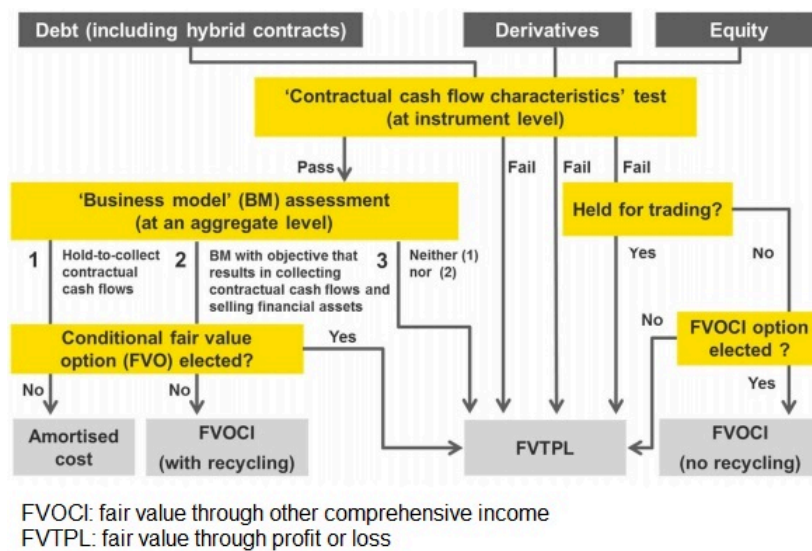 Debt (including hybrid contracts)
Derivatives
Equity
‘Contractual cash flow characteristics’ test
(at instrument level)
Pass
Fail
Fail
Fail
‘Business model’ (BM) assessment
(at an aggregate level)
Held for trading?
1
Hold-to-collect
contractual
cash flows
2
BM with objective that
results in collecting
contractual cash flows and
selling financial assets
3
Neither (1)
nor (2)
Yes
No
Conditional fair value
option (FVO) elected?
Yes
No
FVOCI option
elected ?
No
No
Yes
Amortised
cost
FVOCI
(with recycling)
FVTPL
FVOCI
(no recycling)
FVOCI: fair value through other comprehensive income
FVTPL: fair value through profit or loss